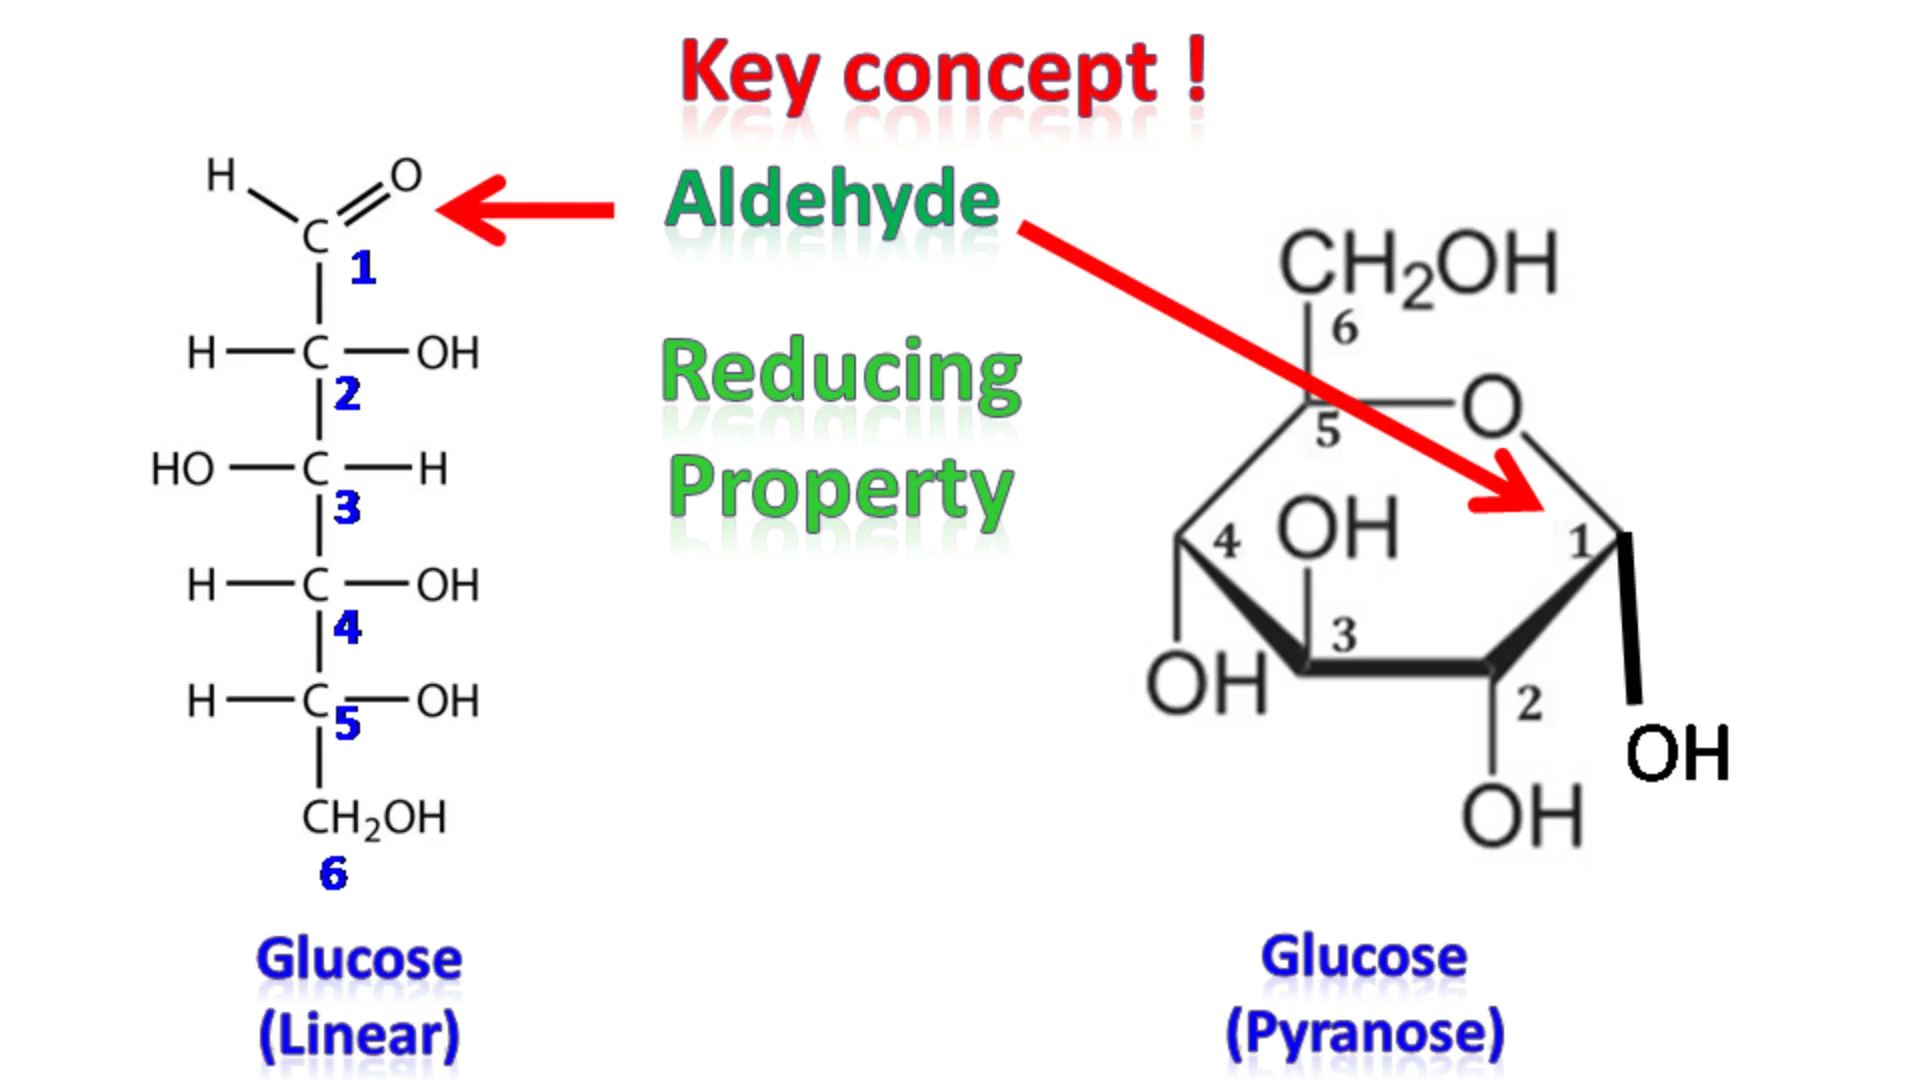 Key concept !
Aldehyde
Reducing
Property
H
O
C
1
H C OH
2
HO C H
3
H C OH
4
H C OH
5
CH₂OH
6
Glucose
(Linear)
CH₂OH
6
O
5
4 OH 1
3
OH
2
OH
OH
Glucose
(Pyranose)